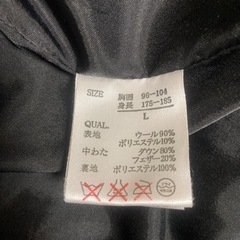 SIZE 胸囲 96-104
身長 175-185
L
QUAL.
表地 ウール90%
ポリエステル10%
中わた ダウン80%
フェザー20%
裏地 ポリエステル100%